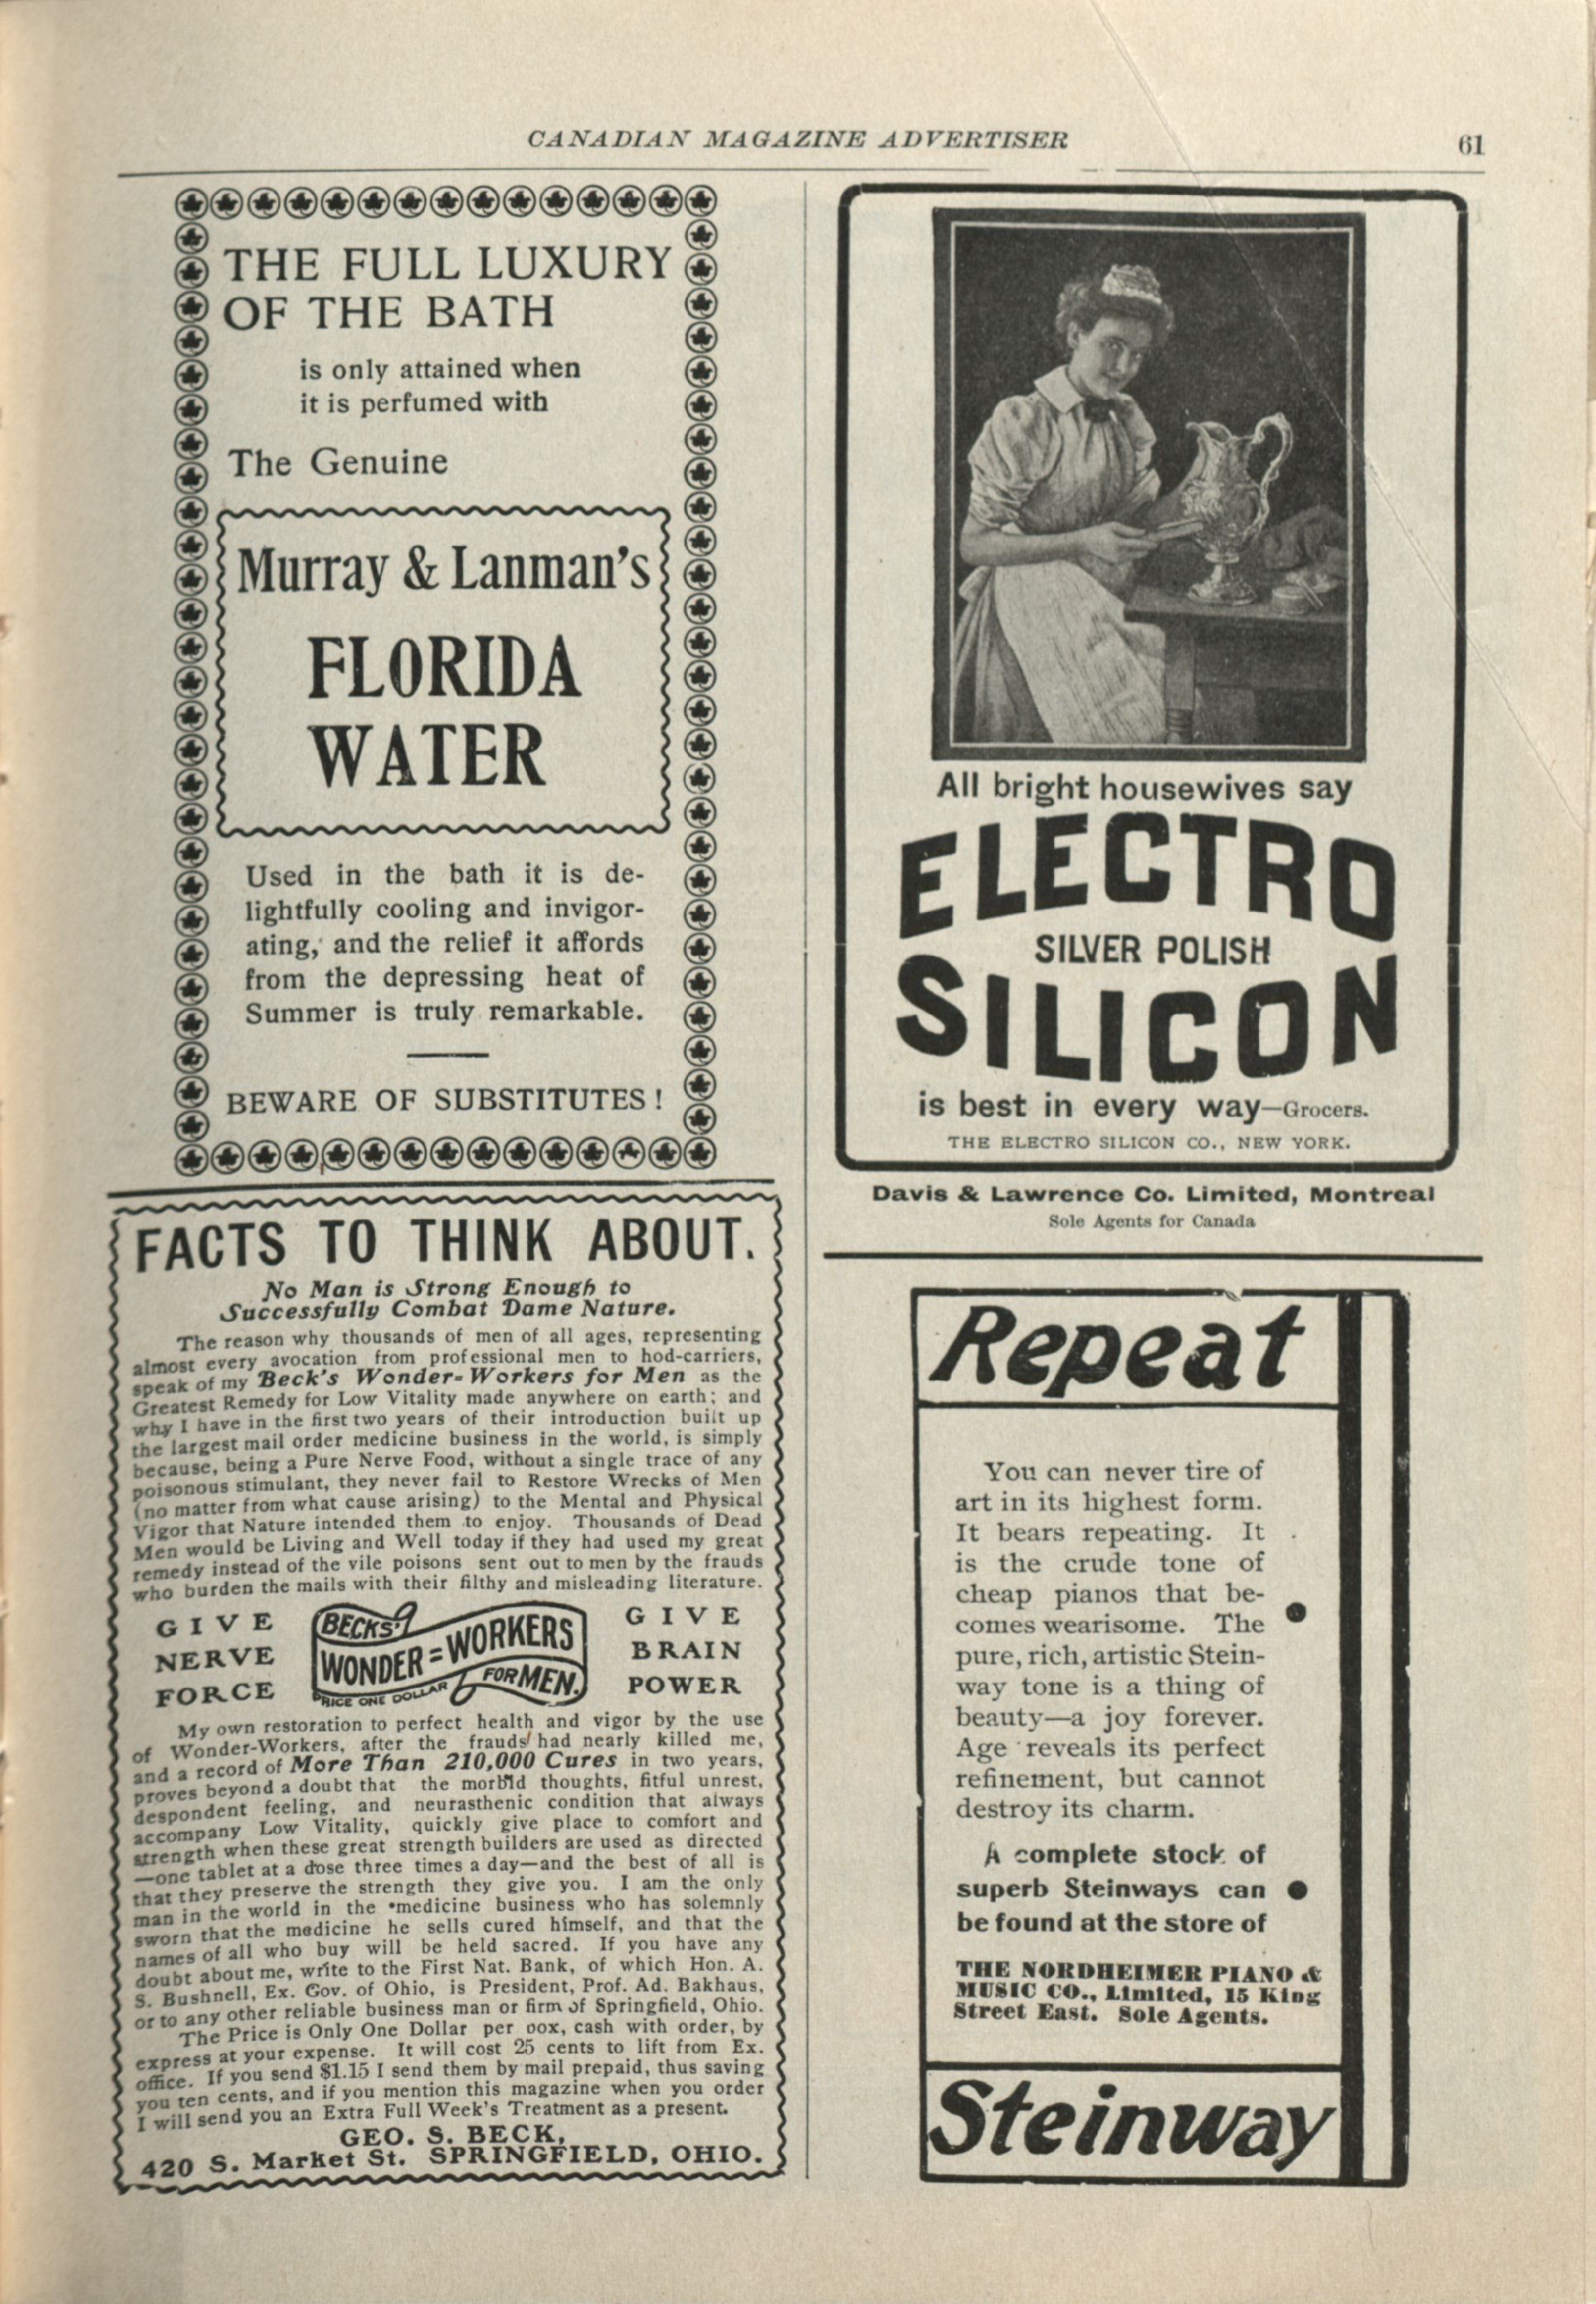 CANADIAN MAGAZINE ADVERTISER
61
THE FULL LUXURY
OF THE BATH
is only attained when
it is perfumed with
The Genuine
Murray & Lanman's
FLORIDA
WATER
Used in the bath it is de-
lightfully cooling and invigor-
ating, and the relief it affords
from the depressing heat of
Summer is truly remarkable.
BEWARE OF SUBSTITUTES!
FACTS TO THINK ABOUT.
No Man is Strong Enough to
Successfully Combat Dame Nature.
The reason why thousands of men of all ages, representing
almost every avocation from professional men to hod-carriers,
speak of my Beck's Wonder-Workers for Men as the
Greatest Remedy for Low Vitality made anywhere on earth; and
why I have in the first two years of their introduction built up
the largest mail order medicine business in the world, is simply
because, being a Pure Nerve Food, without a single trace of any
poisonous stimulant, they never fail to Restore Wrecks of Men
(no matter from what cause arising) to the Mental and Physical
Vigor that Nature intended them to enjoy. Thousands of Dead
Men would be Living and Well today if they had used my great
remedy instead of the vile poisons sent out to men by the frauds
who burden the mails with their filthy and misleading literature.
GIVE
NERVE
FORCE
BECKS'
WONDER=WORKERS
FOR MEN.
PRICE ONE DOLLAR
GIVE
BRAIN
POWER
My own restoration to perfect health and vigor by the use
of Wonder-Workers, after the frauds had nearly killed me,
and a record of More Than 210,000 Cures in two years,
proves beyond a doubt that the morbid thoughts, fitful unrest,
despondent feeling, and neurasthenic condition that always
accompany Low Vitality, quickly give place to comfort and
strength when these great strength builders are used as directed
—one tablet at a dose three times a day—and the best of all is
that they preserve the strength they give you. I am the only
man in the world in the medicine business who has solemnly
sworn that the medicine he sells cured himself, and that the
names of all who buy will be held sacred. If you have any
doubt about me, write to the First Nat. Bank, of which Hon. A.
S. Bushnell, Ex. Gov. of Ohio, is President, Prof. Ad. Bakhaus,
or to any other reliable business man or firm of Springfield, Ohio.
The Price is Only One Dollar per box, cash with order, by
express at your expense. It will cost 25 cents to lift from Ex.
office. If you send $1.15 I send them by mail prepaid, thus saving
you ten cents, and if you mention this magazine when you order
I will send you an Extra Full Week's Treatment as a present.
GEO. S. BECK,
420 S. Market St. SPRINGFIELD, OHIO.
All bright housewives say
ELECTRO
SILVER POLISH
SILICON
is best in every way—Grocers.
THE ELECTRO SILICON CO., NEW YORK.
Davis & Lawrence Co. Limited, Montreal
Sole Agents for Canada
Repeat
You can never tire of
art in its highest form.
It bears repeating. It
is the crude tone of
cheap pianos that be-
comes wearisome. The
pure, rich, artistic Stein-
way tone is a thing of
beauty—a joy forever.
Age reveals its perfect
refinement, but cannot
destroy its charm.
A complete stock of
superb Steinways can
be found at the store of
THE NORDHEIMER PIANO &
MUSIC CO., Limited, 15 King
Street East. Sole Agents.
Steinway